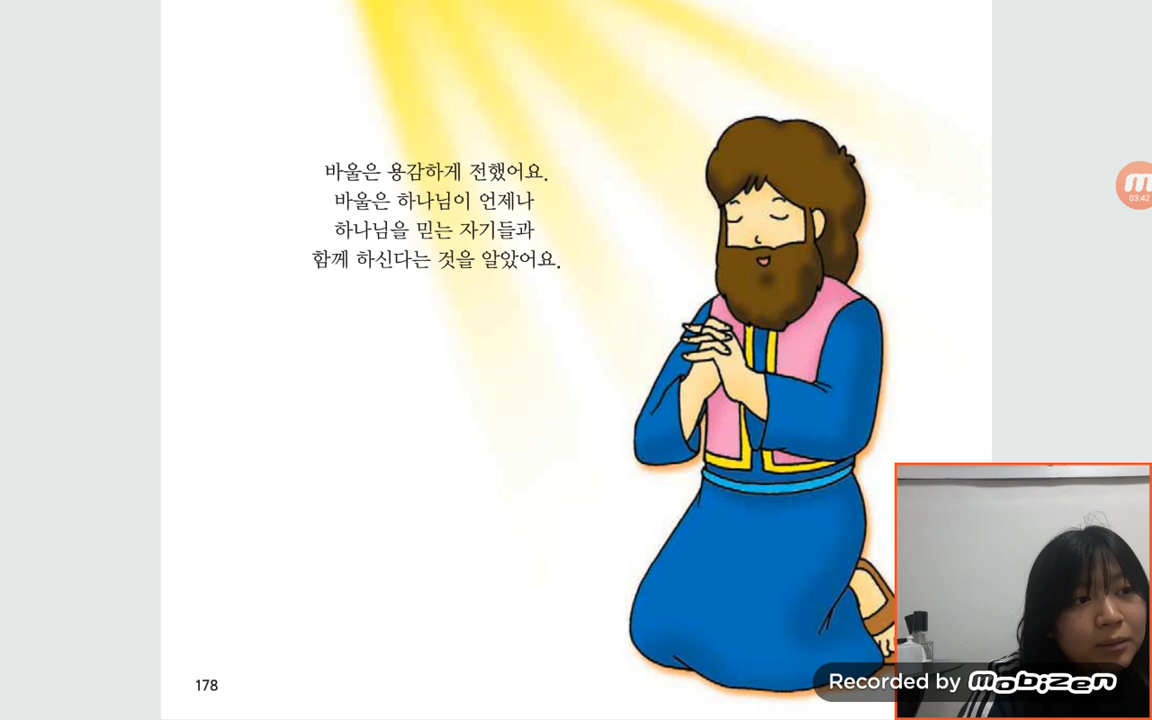 바울은 용감하게 전했어요.
바울은 하나님이 언제나
하나님을 믿는 자기들과
함께 하신다는 것을 알았어요.
03:42
178
Recorded by mobizen